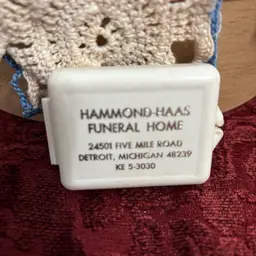 HAMMOND-HAAS
FUNERAL HOME
24501 FIVE MILE ROAD
DETROIT, MICHIGAN 48239
KE 5-3030